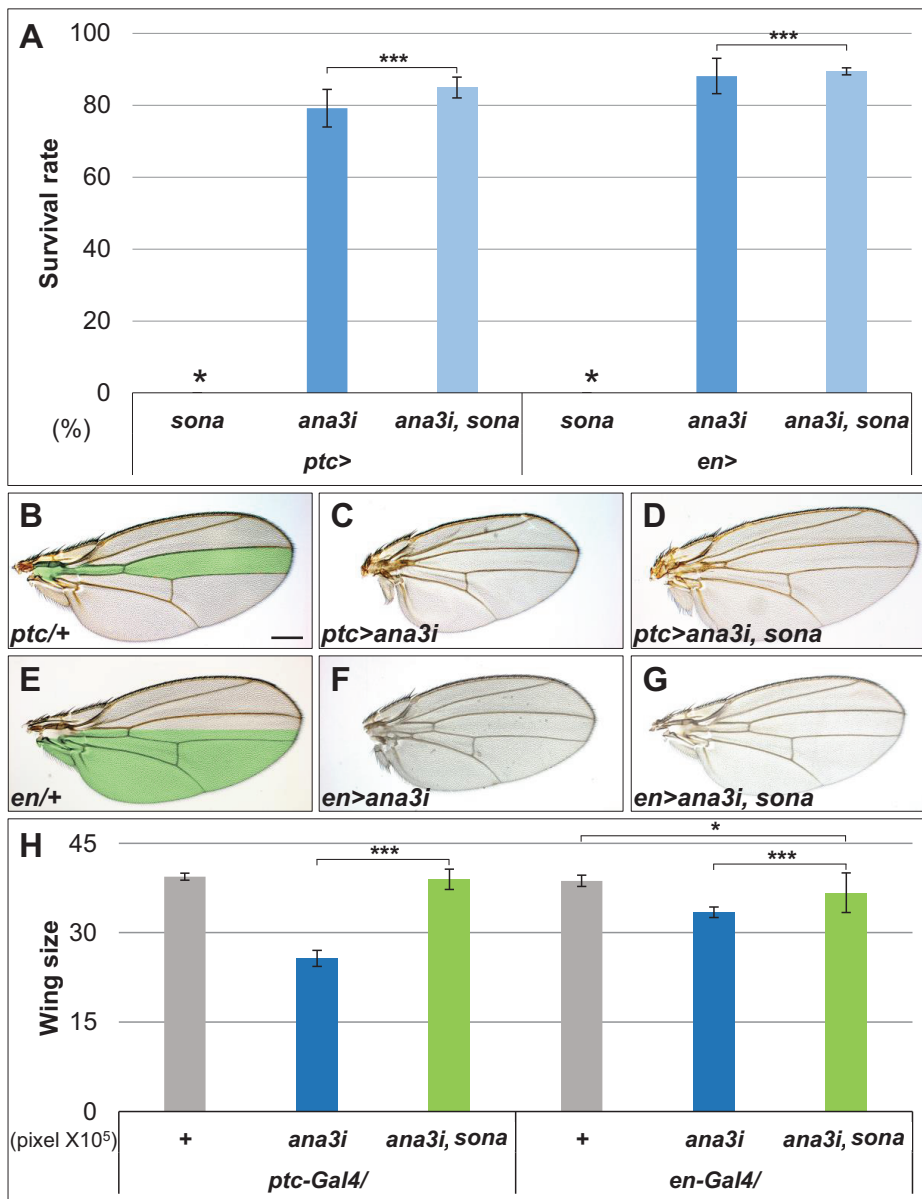 A
100
80
60
40
20
0
Survival rate
(%)
***
***
*
*
sona ana3i ana3i, sona sona ana3i ana3i, sona
ptc> en>
B
ptc/+
C
ptc>ana3i
D
ptc>ana3i, sona
E
en/+
F
en>ana3i
G
en>ana3i, sona
H
45
30
15
0
Wing size
(pixel X10⁵)
***
*
***
+ ana3i ana3i, sona + ana3i ana3i, sona
ptc-Gal4/ en-Gal4/